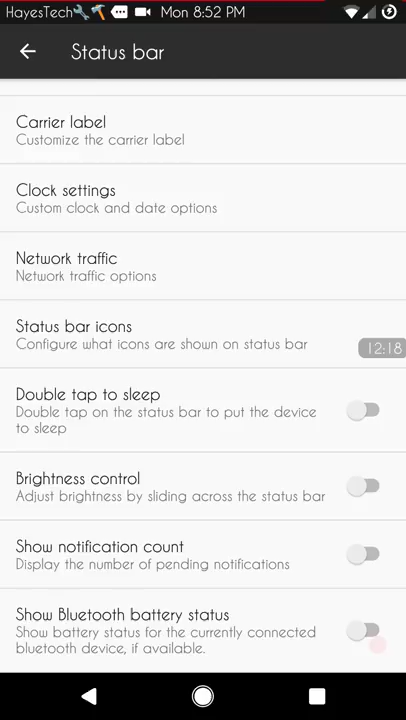 HayesTech🔧🔨 Mon 8:52 PM
Status bar
Carrier label
Customize the carrier label
Clock settings
Custom clock and date options
Network traffic
Network traffic options
Status bar icons
Configure what icons are shown on status bar
12:18
Double tap to sleep
Double tap on the status bar to put the device
to sleep
Brightness control
Adjust brightness by sliding across the status bar
Show notification count
Display the number of pending notifications
Show Bluetooth battery status
Show battery status for the currently connected
bluetooth device, if available.